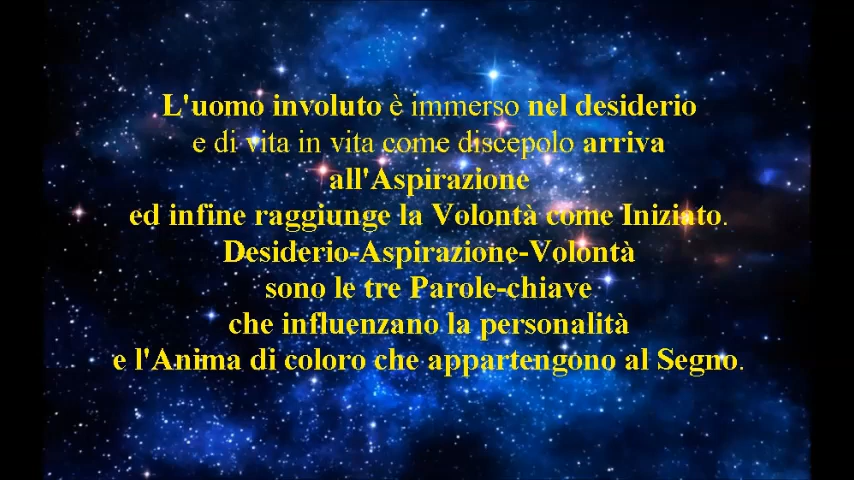 L'uomo involuto è immerso nel desiderio
e di vita in vita come discepolo arriva
all'Aspirazione
ed infine raggiunge la Volontà come Iniziato.
Desiderio-Aspirazione-Volontà
sono le tre Parole-chiave
che influenzano la personalità
e l'Anima di coloro che appartengono al Segno.